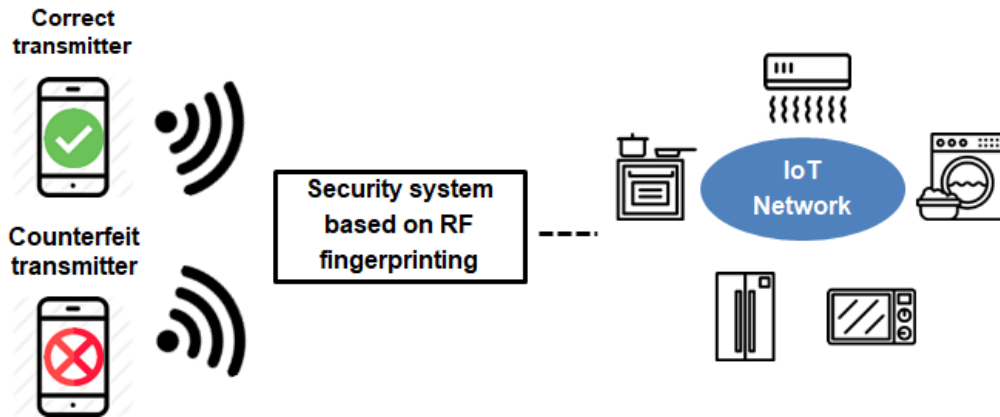 Correct
transmitter
Counterfeit
transmitter
Security system
based on RF
fingerprinting
IoT
Network